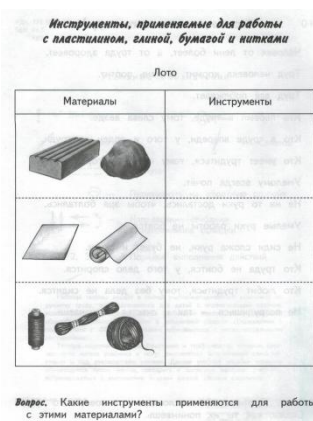 Инструменты, применяемые для работы
с пластилином, глиной, бумагой и нитками
Лото
Материалы Инструменты
Вопрос. Какие инструменты применяются для работы
с этими материалами?